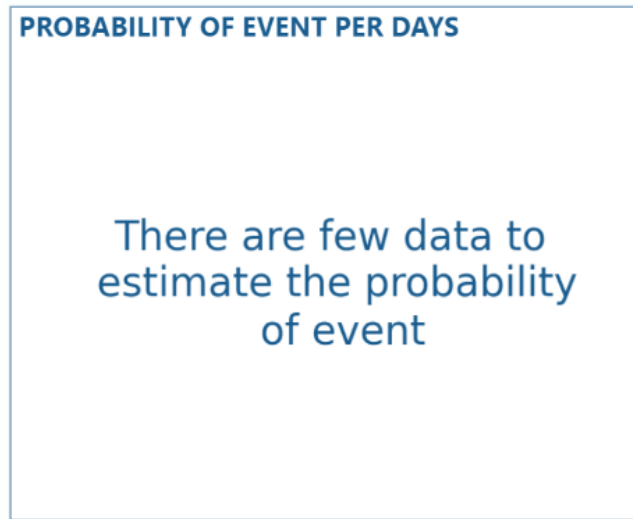 PROBABILITY OF EVENT PER DAYS
There are few data to
estimate the probability
of event